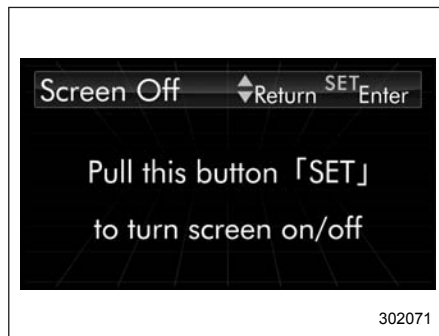 Screen Off Return SET Enter
Pull this button「SET」
to turn screen on/off
302071